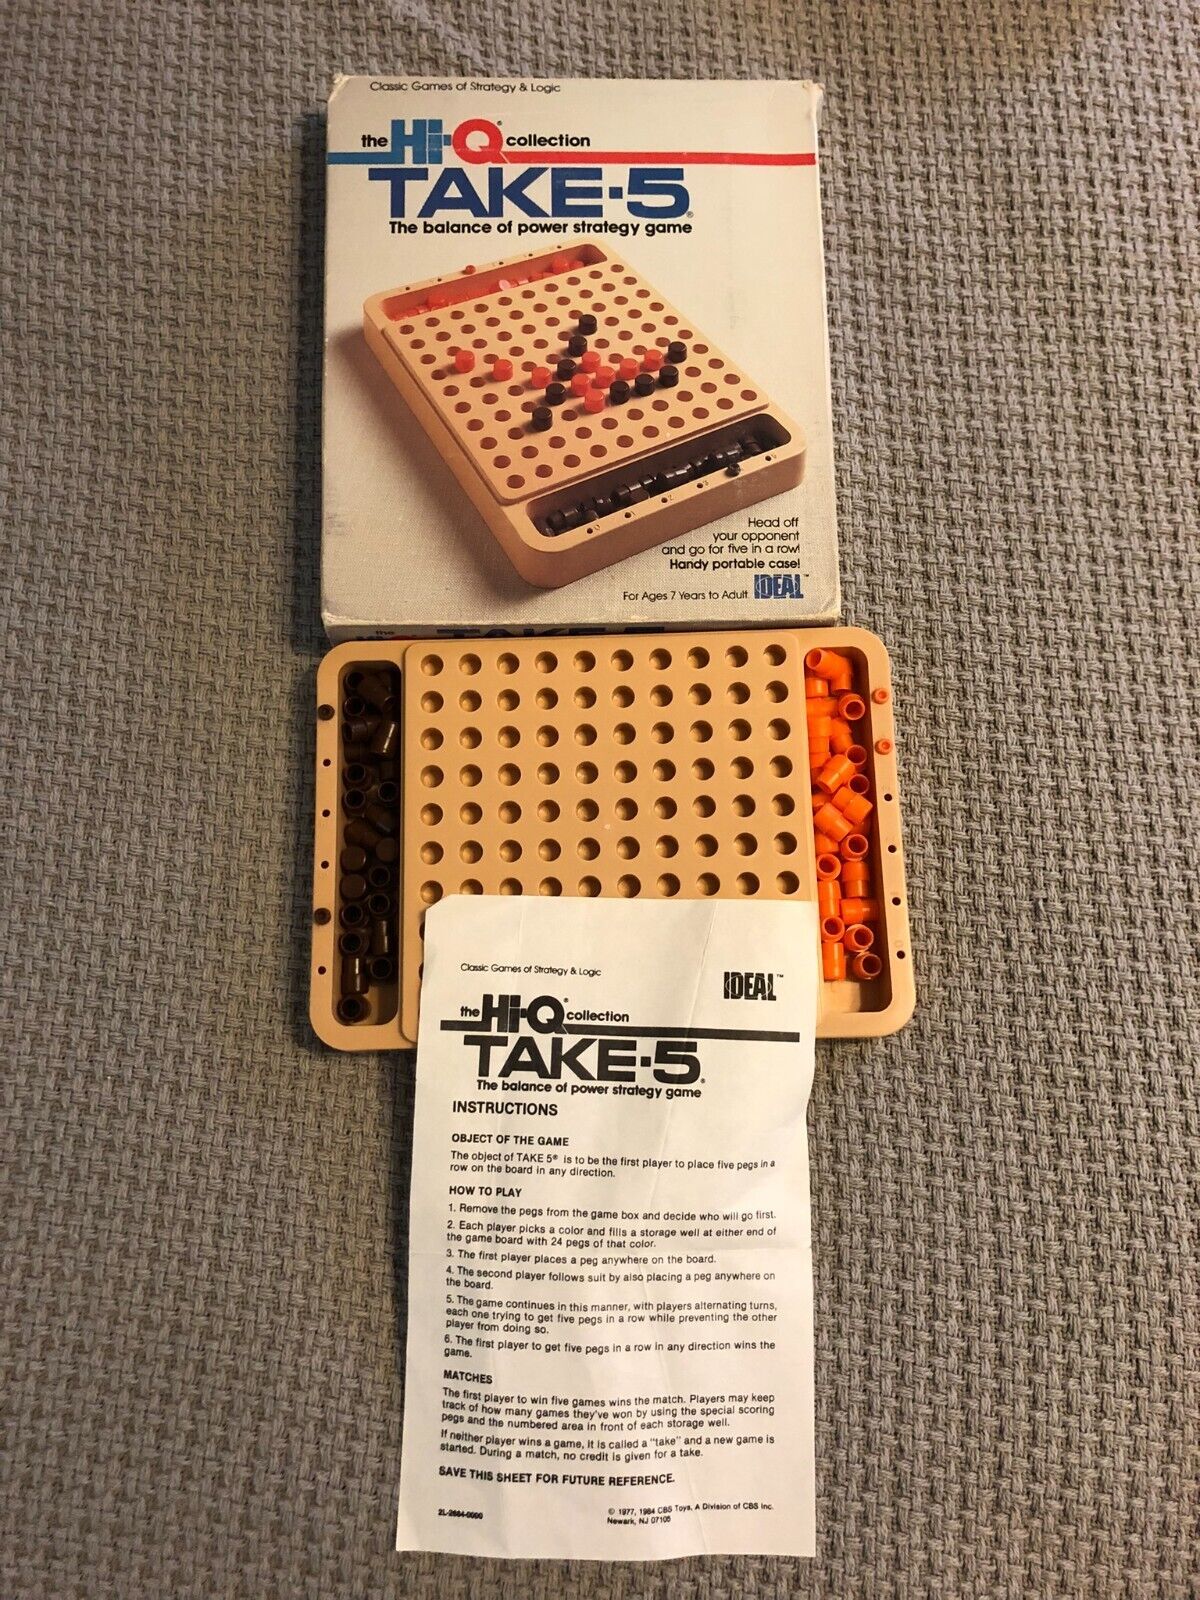 Classic Games of Strategy & Logic
the Hi-Q® collection
TAKE·5®
The balance of power strategy game
Head off
your opponent
and go for five in a row!
Handy portable case!
For Ages 7 Years to Adult IDEAL™
the
TAKE·5
Classic Games of Strategy & Logic
IDEAL™
the Hi-Q® collection
TAKE·5®
The balance of power strategy game
INSTRUCTIONS
OBJECT OF THE GAME
The object of TAKE 5® is to be the first player to place five pegs in a
row on the board in any direction.
HOW TO PLAY
1. Remove the pegs from the game box and decide who will go first.
2. Each player picks a color and fills a storage well at either end of
the game board with 24 pegs of that color.
3. The first player places a peg anywhere on the board.
4. The second player follows suit by also placing a peg anywhere on
the board.
5. The game continues in this manner, with players alternating turns,
each one trying to get five pegs in a row while preventing the other
player from doing so.
6. The first player to get five pegs in a row in any direction wins the
game.
MATCHES
The first player to win five games wins the match. Players may keep
track of how many games they've won by using the special scoring
pegs and the numbered area in front of each storage well.
If neither player wins a game, it is called a "take" and a new game is
started. During a match, no credit is given for a take.
SAVE THIS SHEET FOR FUTURE REFERENCE.
© 1977, 1984 CBS Toys, A Division of CBS Inc.
Newark, NJ 07105